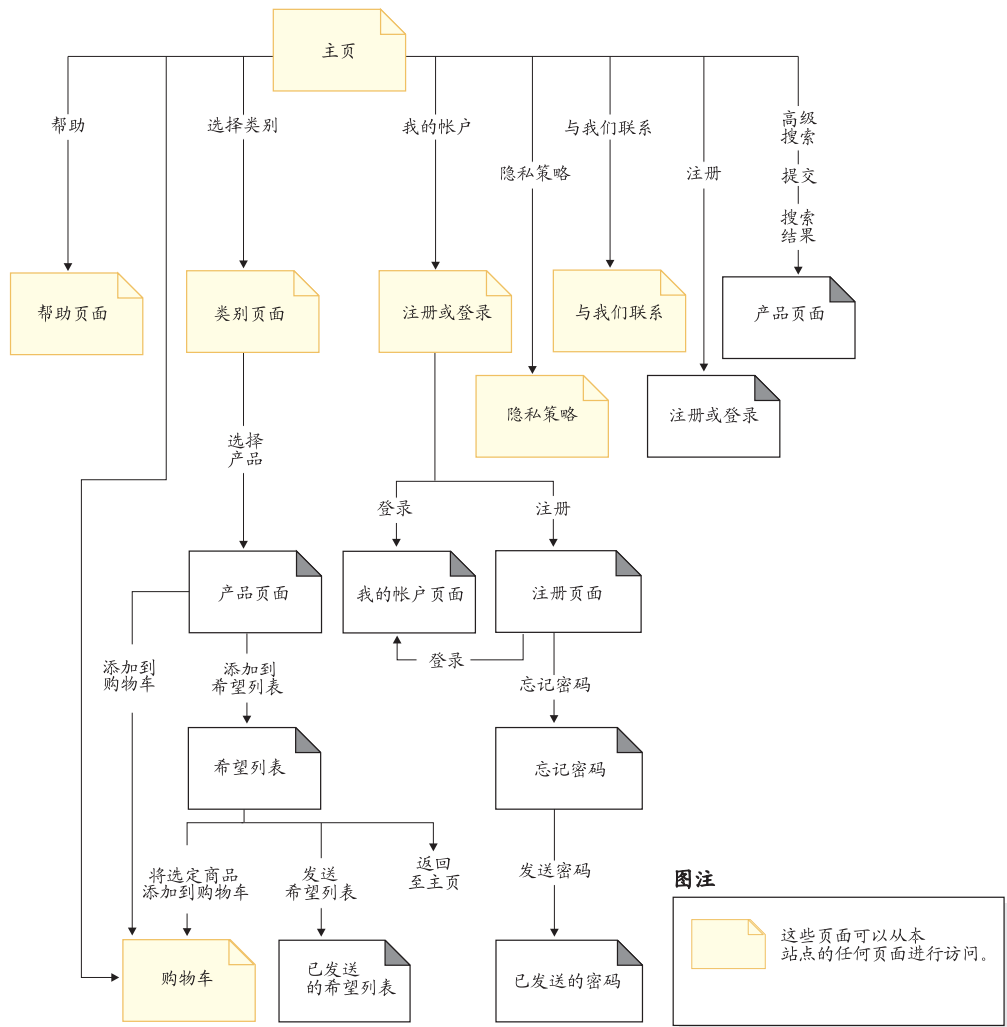 主页
帮助
选择类别
我的帐户
与我们联系
高级
搜索
隐私策略
注册
提交
搜索
结果
帮助页面
类别页面
注册或登录
与我们联系
产品页面
隐私策略
注册或登录
选择
产品
登录
注册
产品页面
我的帐户页面
注册页面
添加到
购物车
添加到
希望列表
登录
忘记密码
希望列表
忘记密码
将选定商品
添加到购物车
发送
希望列表
返回
至主页
发送密码
购物车
已发送
的希望列表
已发送的密码
图注
这些页面可以从本
站点的任何页面进行访问。